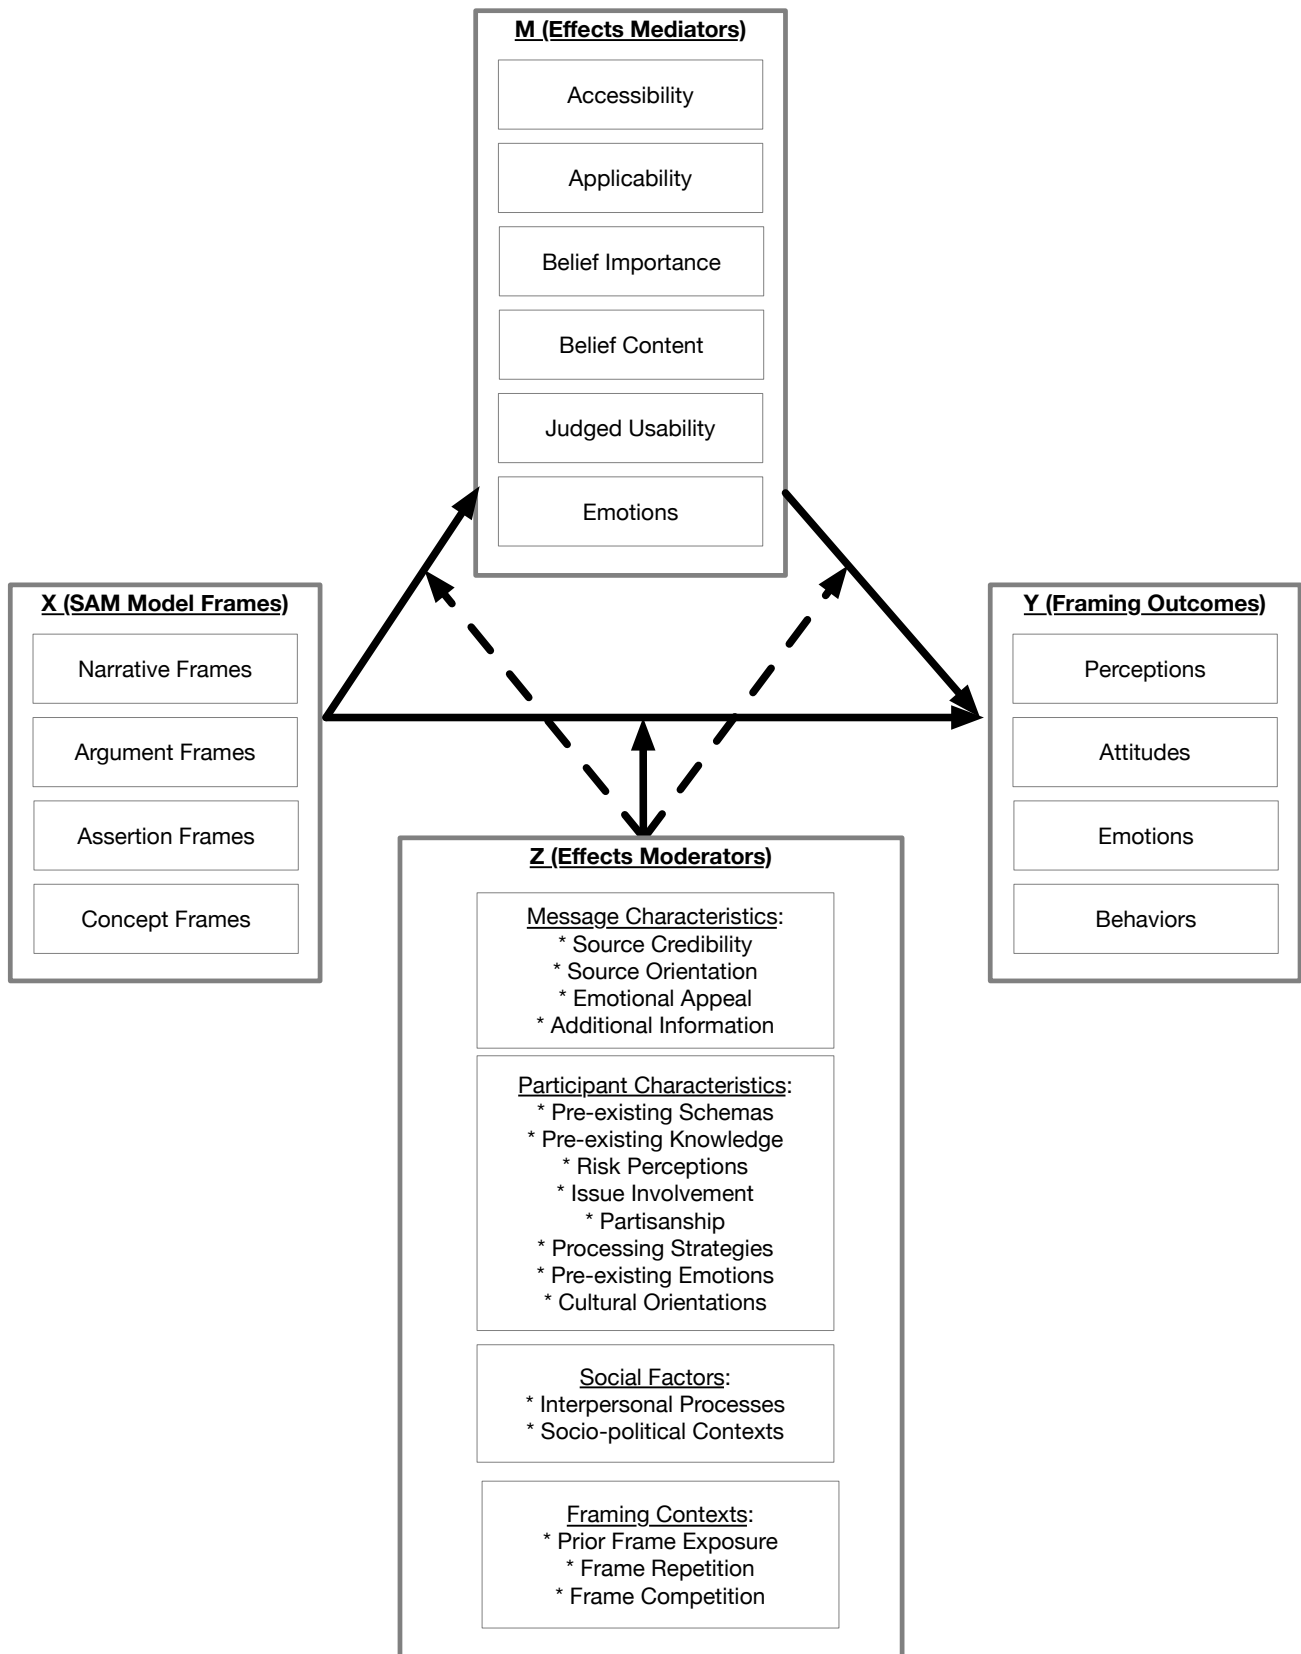 M (Effects Mediators)
Accessibility
Applicability
Belief Importance
Belief Content
Judged Usability
Emotions
X (SAM Model Frames)
Narrative Frames
Argument Frames
Assertion Frames
Concept Frames
Y (Framing Outcomes)
Perceptions
Attitudes
Emotions
Behaviors
Z (Effects Moderators)
Message Characteristics:
* Source Credibility
* Source Orientation
* Emotional Appeal
* Additional Information
Participant Characteristics:
* Pre-existing Schemas
* Pre-existing Knowledge
* Risk Perceptions
* Issue Involvement
* Partisanship
* Processing Strategies
* Pre-existing Emotions
* Cultural Orientations
Social Factors:
* Interpersonal Processes
* Socio-political Contexts
Framing Contexts:
* Prior Frame Exposure
* Frame Repetition
* Frame Competition